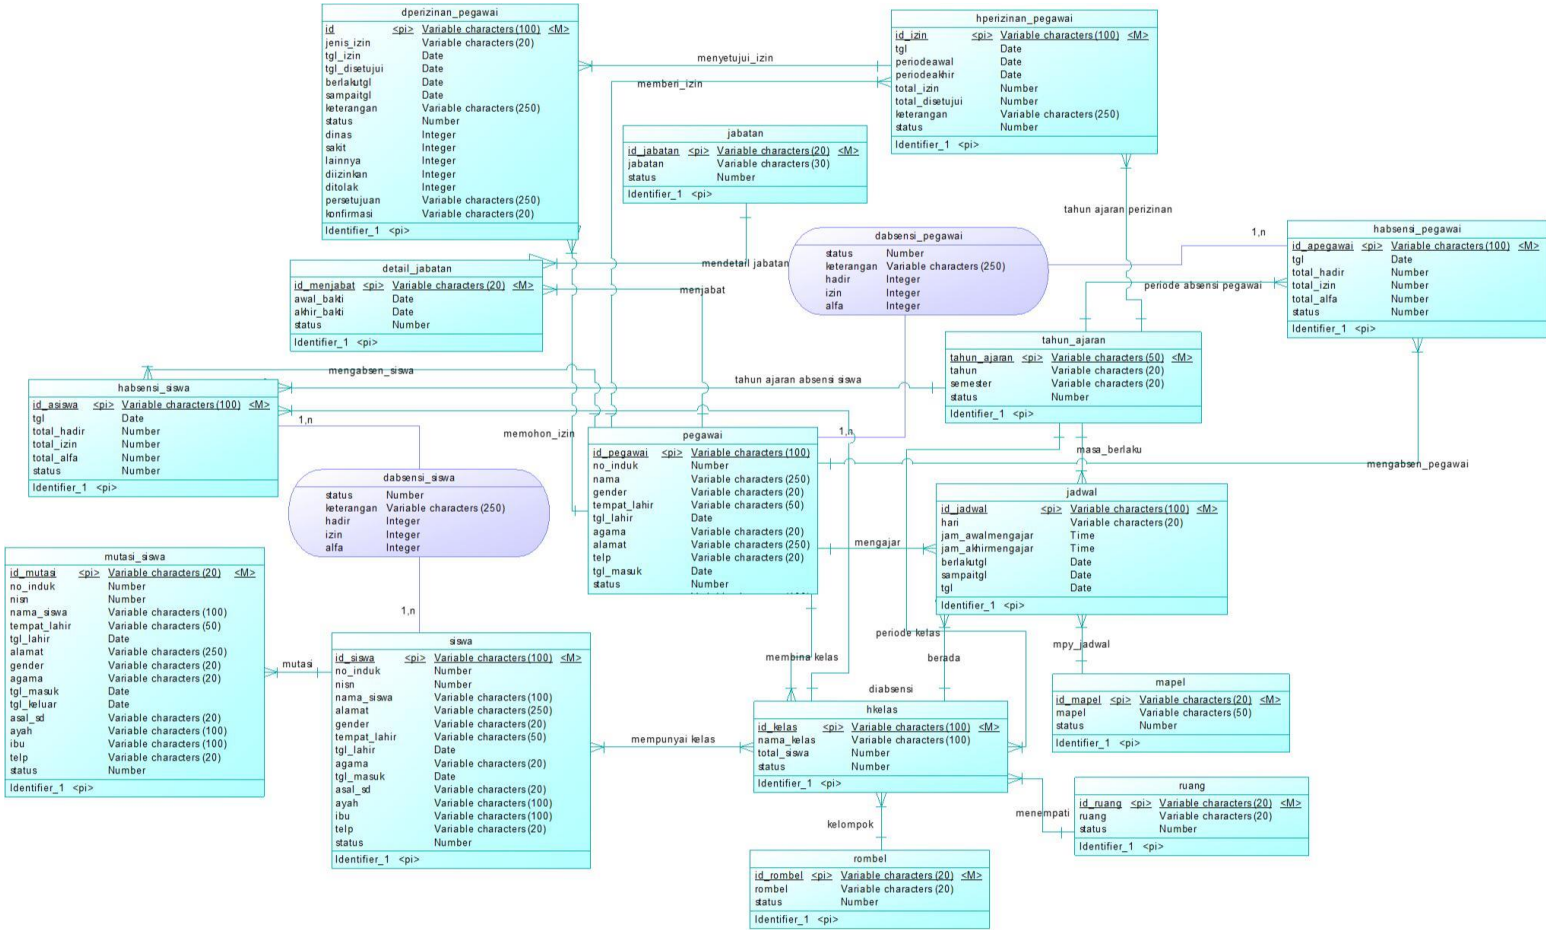 dperizinan_pegawai
id <pi> Variable characters (100) <M>
jenis_izin Variable characters (20)
tgl_izin Date
tgl_disetujui Date
berlakutgl Date
sampaitgl Date
keterangan Variable characters (250)
status Number
dinas Integer
sakit Integer
lainnya Integer
diizinkan Integer
ditolak Integer
persetujuan Variable characters (250)
konfirmasi Variable characters (20)
Identifier_1 <pi>
hperizinan_pegawai
id_izin <pi> Variable characters (100) <M>
tgl Date
periodeawal Date
periodeakhir Date
total_izin Number
total_disetujui Number
keterangan Variable characters (250)
status Number
Identifier_1 <pi>
menyetujui_izin
memberi_izin
jabatan
id_jabatan <pi> Variable characters (20) <M>
jabatan Variable characters (30)
status Number
Identifier_1 <pi>
tahun ajaran perizinan
dabsensi_pegawai
status Number
keterangan Variable characters (250)
hadir Integer
izin Integer
alfa Integer
1,n
habsensi_pegawai
id_apegawai <pi> Variable characters (100) <M>
tgl Date
total_hadir Number
total_izin Number
total_alfa Number
status Number
Identifier_1 <pi>
detail_jabatan
id_menjabat <pi> Variable characters (20) <M>
awal_bakti Date
akhir_bakti Date
status Number
Identifier_1 <pi>
mendetail jabatan
menjabat
periode absensi pegawai
tahun_ajaran
tahun_ajaran <pi> Variable characters (50) <M>
tahun Variable characters (20)
semester Variable characters (20)
status Number
Identifier_1 <pi>
mengabsen_siswa
tahun ajaran absensi siswa
habsensi_siswa
id_asiswa <pi> Variable characters (100) <M>
tgl Date
total_hadir Number
total_izin Number
total_alfa Number
status Number
Identifier_1 <pi>
1,n
memohon_izin
pegawai
id_pegawai <pi> Variable characters (100)
no_induk Number
nama Variable characters (250)
gender Variable characters (20)
tempat_lahir Variable characters (50)
tgl_lahir Date
agama Variable characters (20)
alamat Variable characters (250)
telp Variable characters (20)
tgl_masuk Date
status Number
1,n
masa_berlaku
mengabsen_pegawai
dabsensi_siswa
status Number
keterangan Variable characters (250)
hadir Integer
izin Integer
alfa Integer
jadwal
id_jadwal <pi> Variable characters (100) <M>
hari Variable characters (20)
jam_awalmengajar Time
jam_akhirmengajar Time
berlakutgl Date
sampaitgl Date
tgl Date
Identifier_1 <pi>
mengajar
mutasi_siswa
id_mutasi <pi> Variable characters (20) <M>
no_induk Number
nisn Number
nama_siswa Variable characters (100)
tempat_lahir Variable characters (50)
tgl_lahir Date
alamat Variable characters (250)
gender Variable characters (20)
agama Variable characters (20)
tgl_masuk Date
tgl_keluar Date
asal_sd Variable characters (20)
ayah Variable characters (100)
ibu Variable characters (100)
telp Variable characters (20)
status Number
Identifier_1 <pi>
1,n
mutasi
siswa
id_siswa <pi> Variable characters (100) <M>
no_induk Number
nisn Number
nama_siswa Variable characters (100)
alamat Variable characters (250)
gender Variable characters (20)
tempat_lahir Variable characters (50)
tgl_lahir Date
agama Variable characters (20)
tgl_masuk Date
asal_sd Variable characters (20)
ayah Variable characters (100)
ibu Variable characters (100)
telp Variable characters (20)
status Number
Identifier_1 <pi>
periode kelas
membina kelas
berada
mpy_jadwal
diabsensi
mapel
id_mapel <pi> Variable characters (20) <M>
mapel Variable characters (50)
status Number
Identifier_1 <pi>
hkelas
id_kelas <pi> Variable characters (100) <M>
nama_kelas Variable characters (100)
total_siswa Number
status Number
Identifier_1 <pi>
mempunyai kelas
ruang
id_ruang <pi> Variable characters (20) <M>
ruang Variable characters (20)
status Number
Identifier_1 <pi>
menempati
kelompok
rombel
id_rombel <pi> Variable characters (20) <M>
rombel Variable characters (20)
status Number
Identifier_1 <pi>